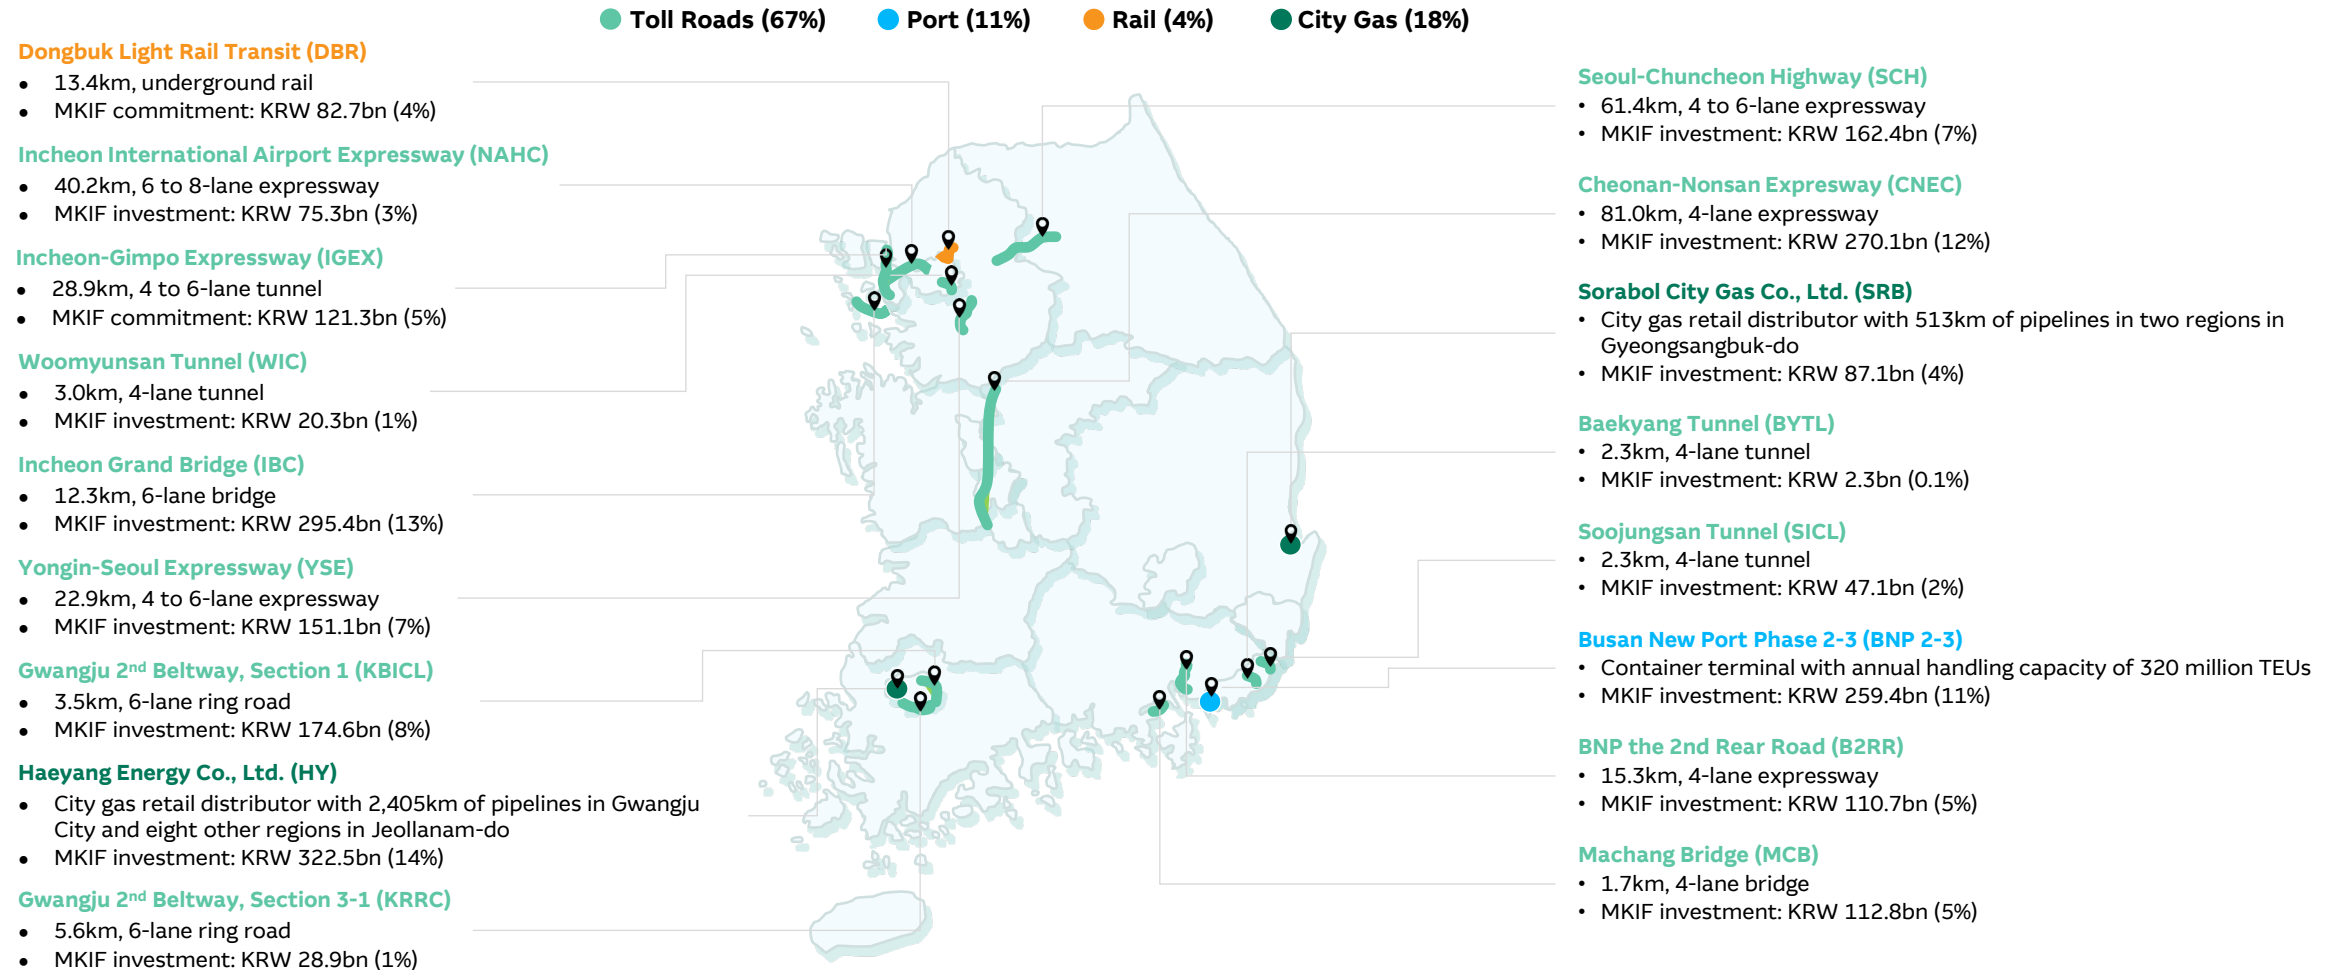 Toll Roads (67%) Port (11%) Rail (4%) City Gas (18%)
Dongbuk Light Rail Transit (DBR)
• 13.4km, underground rail
• MKIF commitment: KRW 82.7bn (4%)
Incheon International Airport Expressway (NAHC)
• 40.2km, 6 to 8-lane expressway
• MKIF investment: KRW 75.3bn (3%)
Incheon-Gimpo Expressway (IGEX)
• 28.9km, 4 to 6-lane tunnel
• MKIF commitment: KRW 121.3bn (5%)
Woomyunsan Tunnel (WIC)
• 3.0km, 4-lane tunnel
• MKIF investment: KRW 20.3bn (1%)
Incheon Grand Bridge (IBC)
• 12.3km, 6-lane bridge
• MKIF investment: KRW 295.4bn (13%)
Yongin-Seoul Expressway (YSE)
• 22.9km, 4 to 6-lane expressway
• MKIF investment: KRW 151.1bn (7%)
Gwangju 2nd Beltway, Section 1 (KBICL)
• 3.5km, 6-lane ring road
• MKIF investment: KRW 174.6bn (8%)
Haeyang Energy Co., Ltd. (HY)
• City gas retail distributor with 2,405km of pipelines in Gwangju
City and eight other regions in Jeollanam-do
• MKIF investment: KRW 322.5bn (14%)
Gwangju 2nd Beltway, Section 3-1 (KRRC)
• 5.6km, 6-lane ring road
• MKIF investment: KRW 28.9bn (1%)
Seoul-Chuncheon Highway (SCH)
• 61.4km, 4 to 6-lane expressway
• MKIF investment: KRW 162.4bn (7%)
Cheonan-Nonsan Expresway (CNEC)
• 81.0km, 4-lane expressway
• MKIF investment: KRW 270.1bn (12%)
Sorabol City Gas Co., Ltd. (SRB)
• City gas retail distributor with 513km of pipelines in two regions in
Gyeongsangbuk-do
• MKIF investment: KRW 87.1bn (4%)
Baekyang Tunnel (BYTL)
• 2.3km, 4-lane tunnel
• MKIF investment: KRW 2.3bn (0.1%)
Soojungsan Tunnel (SICL)
• 2.3km, 4-lane tunnel
• MKIF investment: KRW 47.1bn (2%)
Busan New Port Phase 2-3 (BNP 2-3)
• Container terminal with annual handling capacity of 320 million TEUs
• MKIF investment: KRW 259.4bn (11%)
BNP the 2nd Rear Road (B2RR)
• 15.3km, 4-lane expressway
• MKIF investment: KRW 110.7bn (5%)
Machang Bridge (MCB)
• 1.7km, 4-lane bridge
• MKIF investment: KRW 112.8bn (5%)